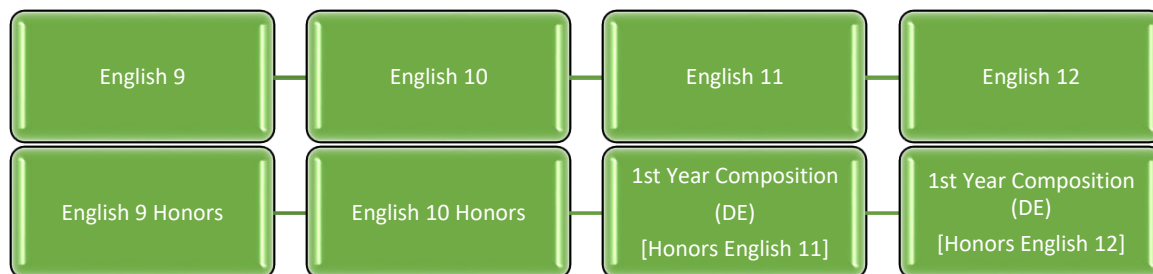 English 9
English 10
English 11
English 12
English 9 Honors
English 10 Honors
1st Year Composition
(DE)
[Honors English 11]
1st Year Composition
(DE)
[Honors English 12]